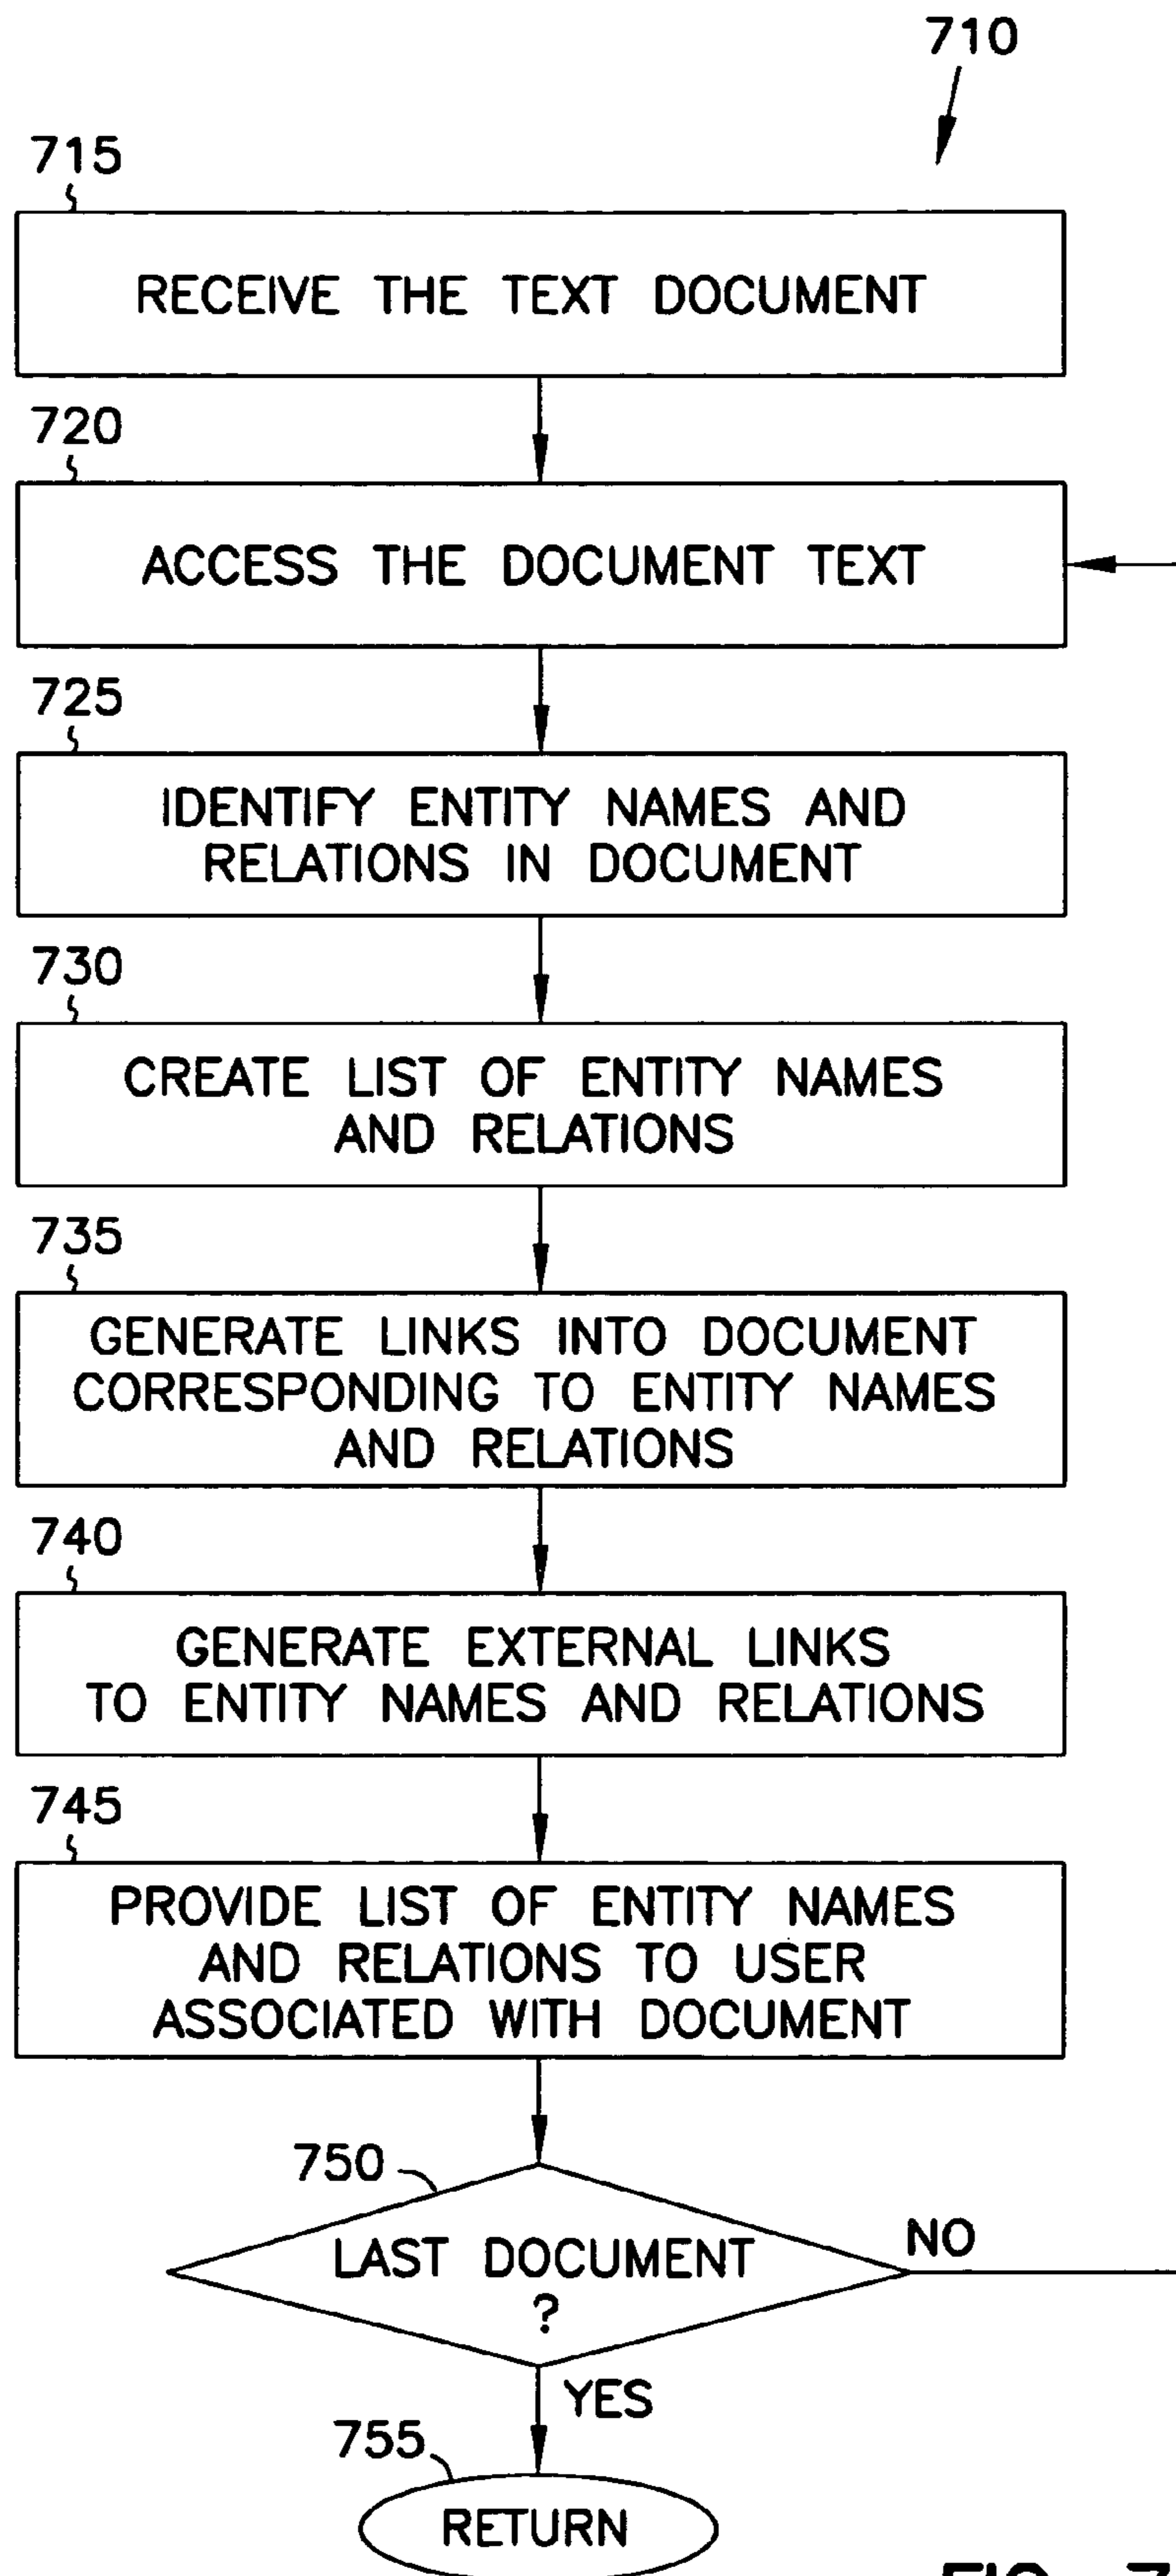 710
715
RECEIVE THE TEXT DOCUMENT
720
ACCESS THE DOCUMENT TEXT
725
IDENTIFY ENTITY NAMES AND
RELATIONS IN DOCUMENT
730
CREATE LIST OF ENTITY NAMES
AND RELATIONS
735
GENERATE LINKS INTO DOCUMENT
CORRESPONDING TO ENTITY NAMES
AND RELATIONS
740
GENERATE EXTERNAL LINKS
TO ENTITY NAMES AND RELATIONS
745
PROVIDE LIST OF ENTITY NAMES
AND RELATIONS TO USER
ASSOCIATED WITH DOCUMENT
750
LAST DOCUMENT
?
NO
YES
755
RETURN
FIG. 7